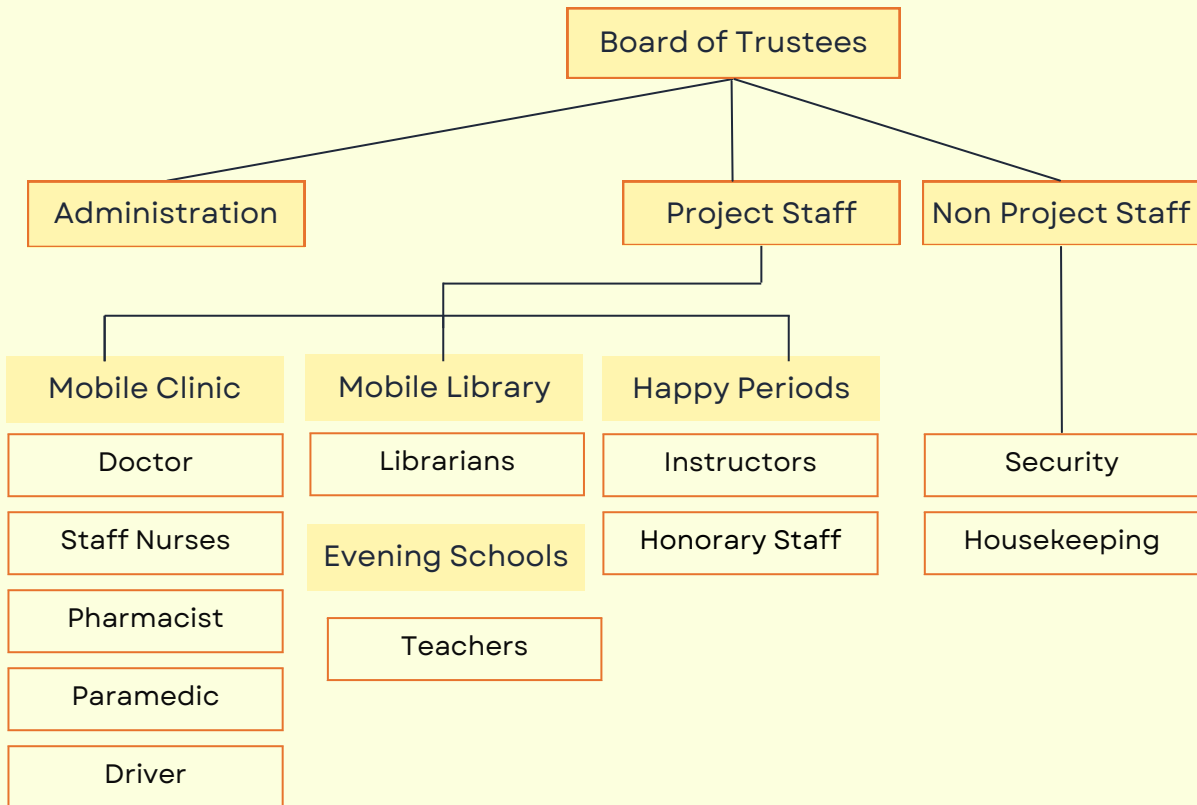 Board of Trustees
Administration
Project Staff
Non Project Staff
Mobile Clinic
Mobile Library
Happy Periods
Doctor
Librarians
Instructors
Security
Staff Nurses
Evening Schools
Honorary Staff
Housekeeping
Pharmacist
Teachers
Paramedic
Driver